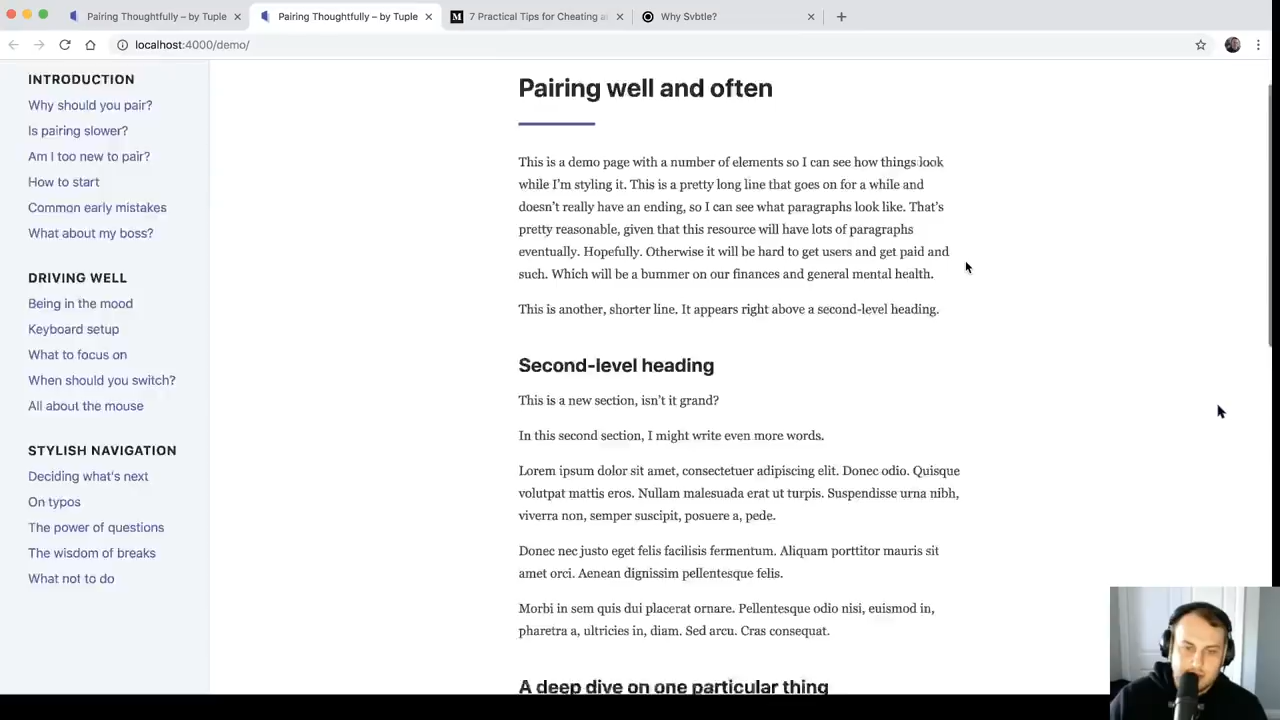 Pairing Thoughtfully – by Tuple
Pairing Thoughtfully – by Tuple
7 Practical Tips for Cheating
Why Svbtle?
localhost:4000/demo/
INTRODUCTION
Why should you pair?
Is pairing slower?
Am I too new to pair?
How to start
Common early mistakes
What about my boss?
DRIVING WELL
Being in the mood
Keyboard setup
What to focus on
When should you switch?
All about the mouse
STYLISH NAVIGATION
Deciding what's next
On typos
The power of questions
The wisdom of breaks
What not to do
Pairing well and often
This is a demo page with a number of elements so I can see how things look
while I’m styling it. This is a pretty long line that goes on for a while and
doesn’t really have an ending, so I can see what paragraphs look like. That’s
pretty reasonable, given that this resource will have lots of paragraphs
eventually. Hopefully. Otherwise it will be hard to get users and get paid and
such. Which will be a bummer on our finances and general mental health.
This is another, shorter line. It appears right above a second-level heading.
Second-level heading
This is a new section, isn’t it grand?
In this second section, I might write even more words.
Lorem ipsum dolor sit amet, consectetuer adipiscing elit. Donec odio. Quisque
volutpat mattis eros. Nullam malesuada erat ut turpis. Suspendisse urna nibh,
viverra non, semper suscipit, posuere a, pede.
Donec nec justo eget felis facilisis fermentum. Aliquam porttitor mauris sit
amet orci. Aenean dignissim pellentesque felis.
Morbi in sem quis dui placerat ornare. Pellentesque odio nisi, euismod in,
pharetra a, ultricies in, diam. Sed arcu. Cras consequat.
A deep dive on one particular thing